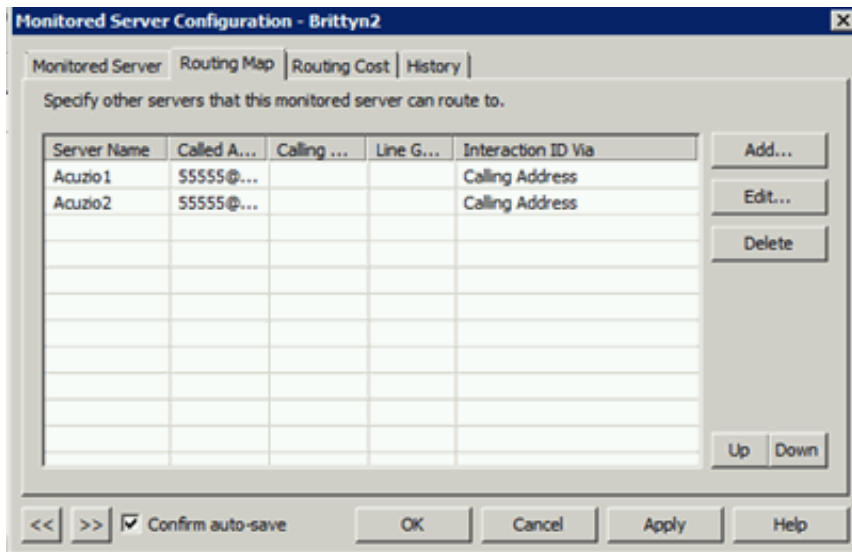 Monitored Server Configuration - Brittyn2
Monitored Server Routing Map Routing Cost History
Specify other servers that this monitored server can route to.
Server Name Called A... Calling ... Line G... Interaction ID Via
Acuzio1 55555@... Calling Address
Acuzio2 55555@... Calling Address
Add...
Edit...
Delete
Up Down
<< >> Confirm auto-save OK Cancel Apply Help